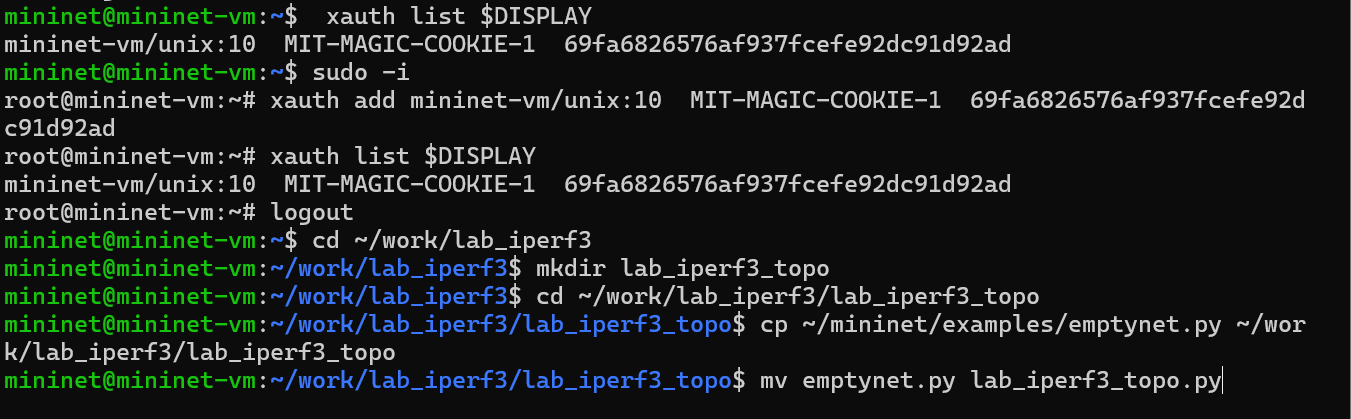 mininet@mininet-vm:~$  xauth list $DISPLAY
mininet-vm/unix:10  MIT-MAGIC-COOKIE-1  69fa6826576af937fcefe92dc91d92ad
mininet@mininet-vm:~$ sudo -i
root@mininet-vm:~# xauth add mininet-vm/unix:10  MIT-MAGIC-COOKIE-1  69fa6826576af937fcefe92d
c91d92ad
root@mininet-vm:~# xauth list $DISPLAY
mininet-vm/unix:10  MIT-MAGIC-COOKIE-1  69fa6826576af937fcefe92dc91d92ad
root@mininet-vm:~# logout
mininet@mininet-vm:~$ cd ~/work/lab_iperf3
mininet@mininet-vm:~/work/lab_iperf3$ mkdir lab_iperf3_topo
mininet@mininet-vm:~/work/lab_iperf3$ cd ~/work/lab_iperf3/lab_iperf3_topo
mininet@mininet-vm:~/work/lab_iperf3/lab_iperf3_topo$ cp ~/mininet/examples/emptynet.py ~/wor
k/lab_iperf3/lab_iperf3_topo
mininet@mininet-vm:~/work/lab_iperf3/lab_iperf3_topo$ mv emptynet.py lab_iperf3_topo.py